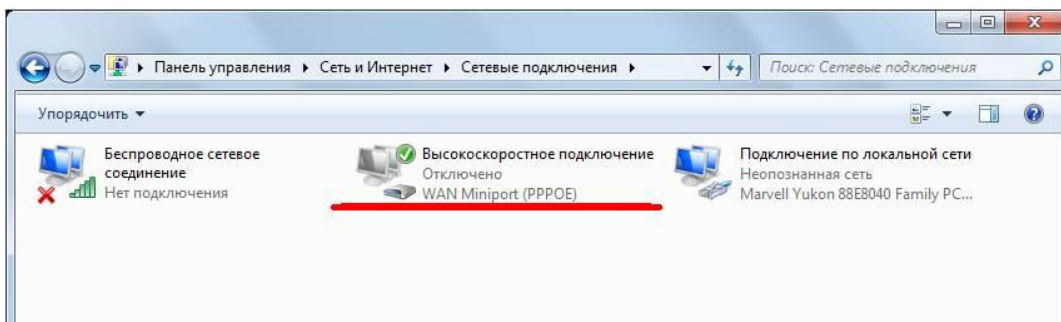 Панель управления Сеть и Интернет Сетевые подключения Поиск: Сетевые подключения
Упорядочить
Беспроводное сетевое
соединение
Нет подключения
Высокоскоростное подключение
Отключено
WAN Miniport (PPPOE)
Подключение по локальной сети
Неопознанная сеть
Marvell Yukon 88E8040 Family PC...